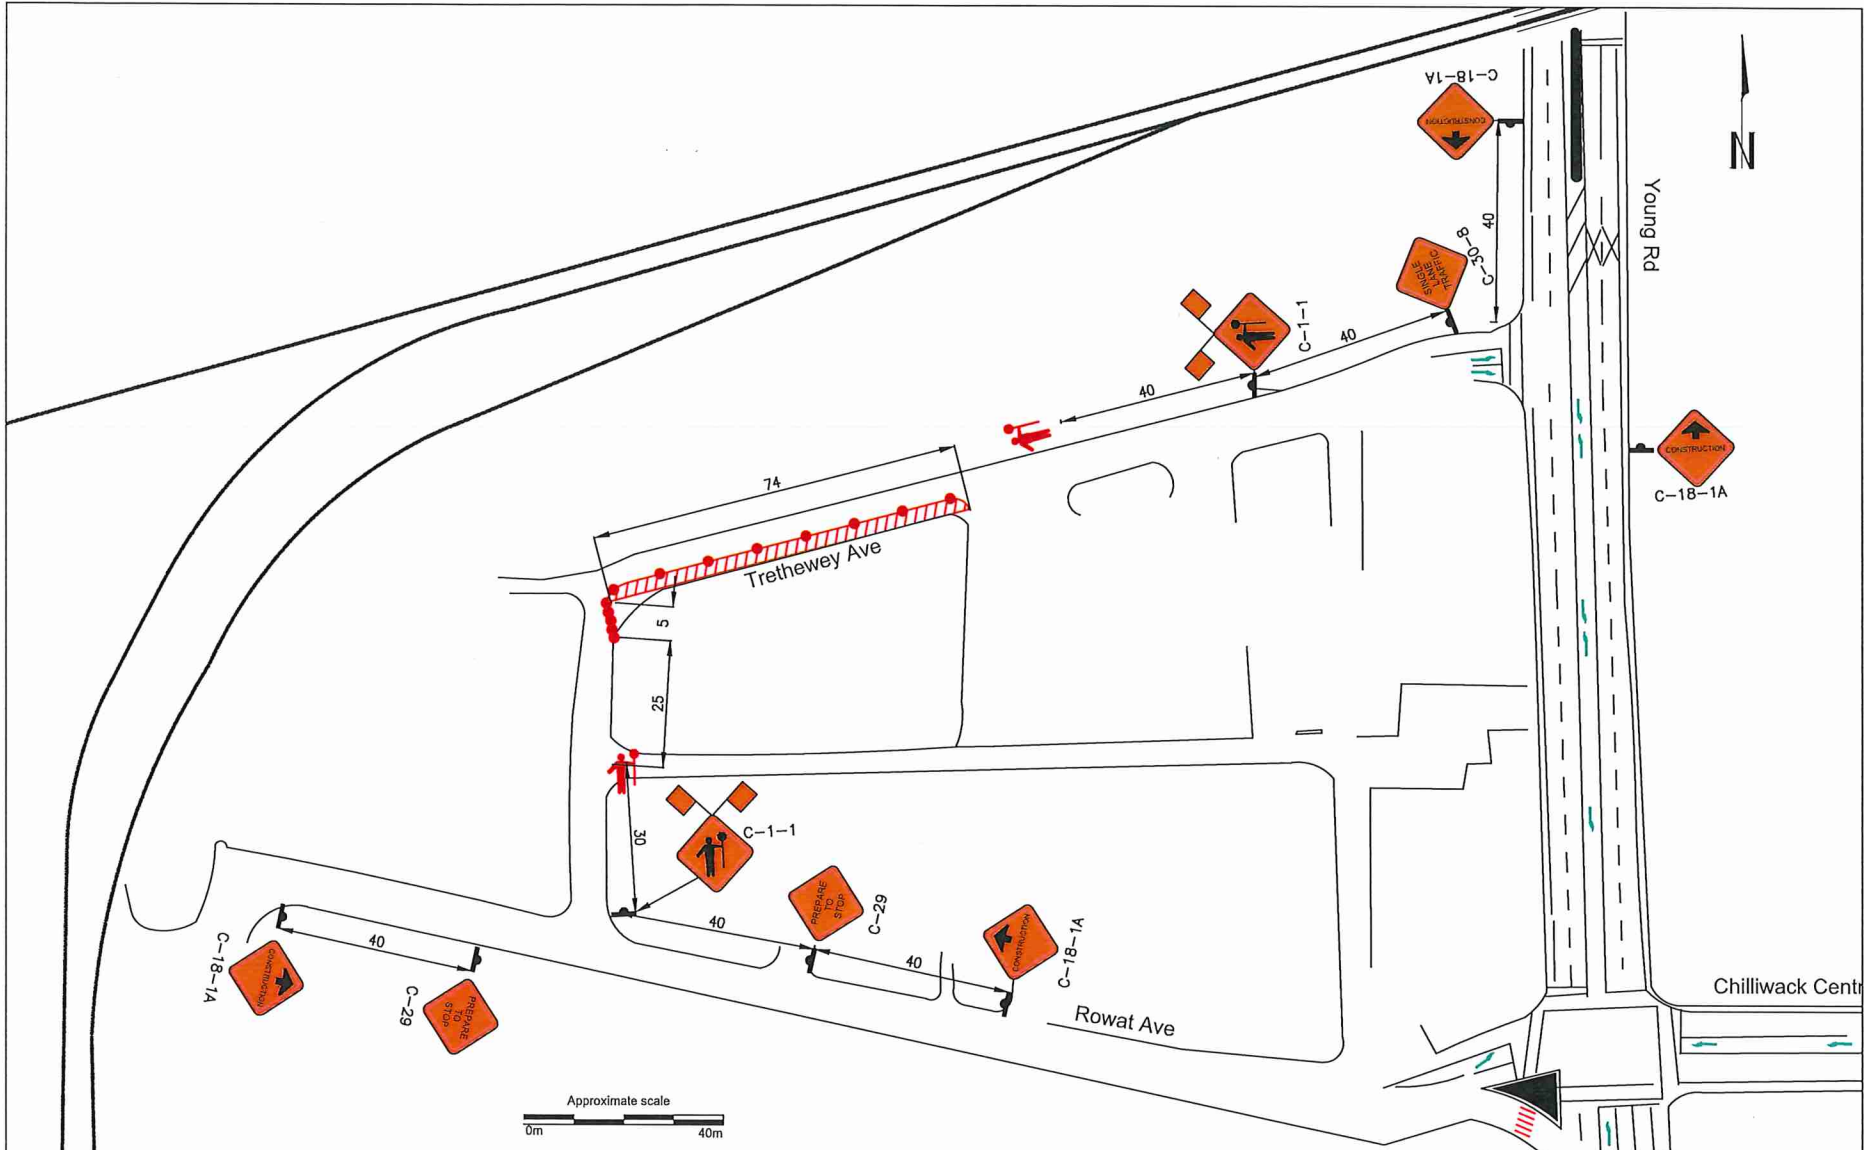 C-18-1A
CONSTRUCTION
N
Young Rd
40
C-30-8
SINGLE
LANE
TRAFFIC
C-1-1
40
40
CONSTRUCTION
C-18-1A
74
Trethewey Ave
5
25
30
C-1-1
PREPARE
TO
STOP
C-29
40
CONSTRUCTION
C-18-1A
40
C-18-1A
CONSTRUCTION
40
C-29
PREPARE
TO
STOP
Rowat Ave
Chilliwack Centr
Approximate scale
0m 40m